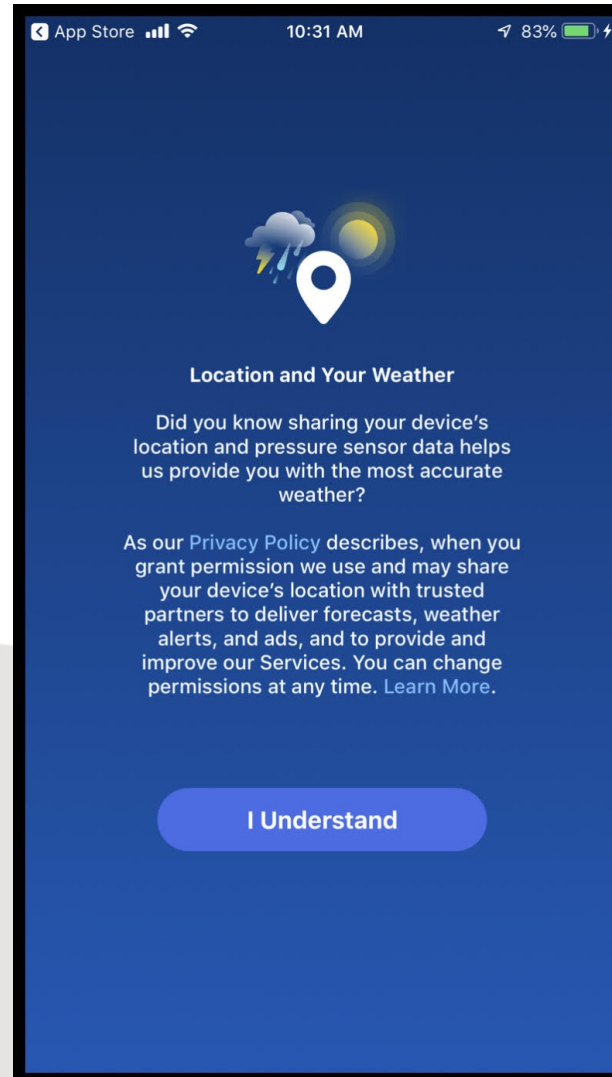 App Store 10:31 AM 83%
Location and Your Weather
Did you know sharing your device’s
location and pressure sensor data helps
us provide you with the most accurate
weather?
As our Privacy Policy describes, when you
grant permission we use and may share
your device’s location with trusted
partners to deliver forecasts, weather
alerts, and ads, and to provide and
improve our Services. You can change
permissions at any time. Learn More.
I Understand